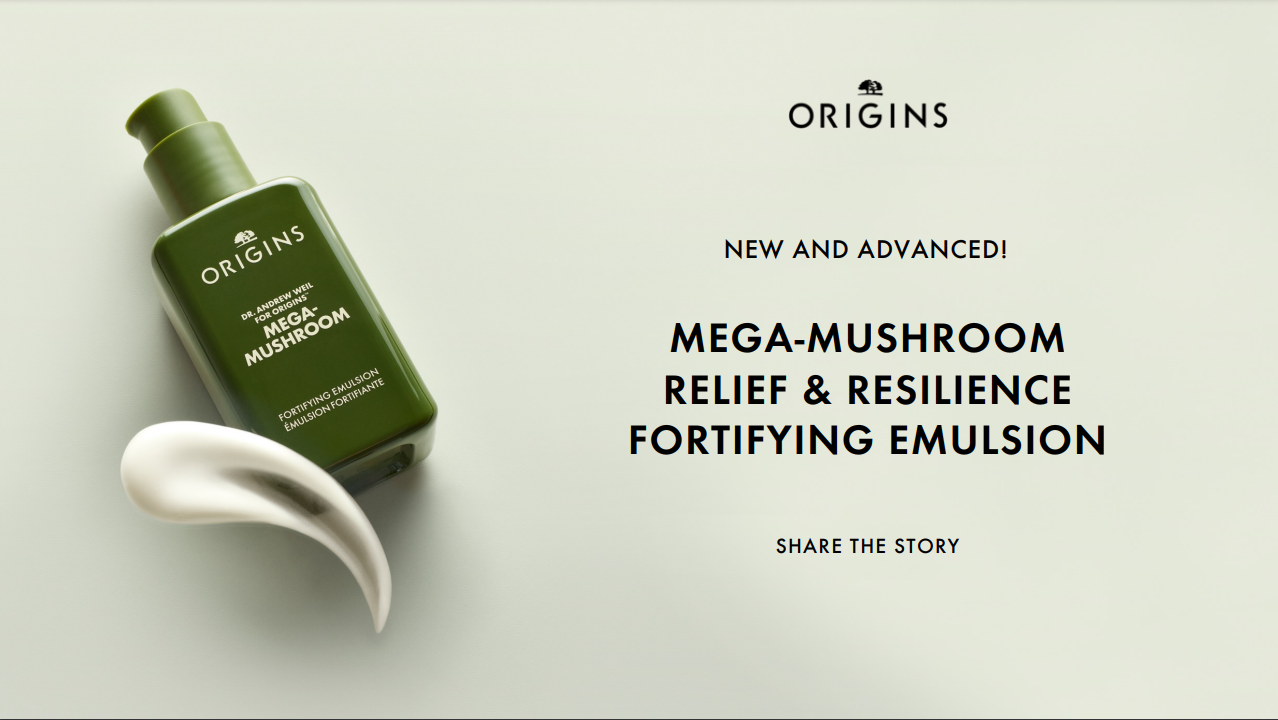 ORIGINS
DR. ANDREW WEIL
FOR ORIGINS™
MEGA-
MUSHROOM
FORTIFYING EMULSION
ÉMULSION FORTIFIANTE
ORIGINS
NEW AND ADVANCED!
MEGA-MUSHROOM
RELIEF & RESILIENCE
FORTIFYING EMULSION
SHARE THE STORY